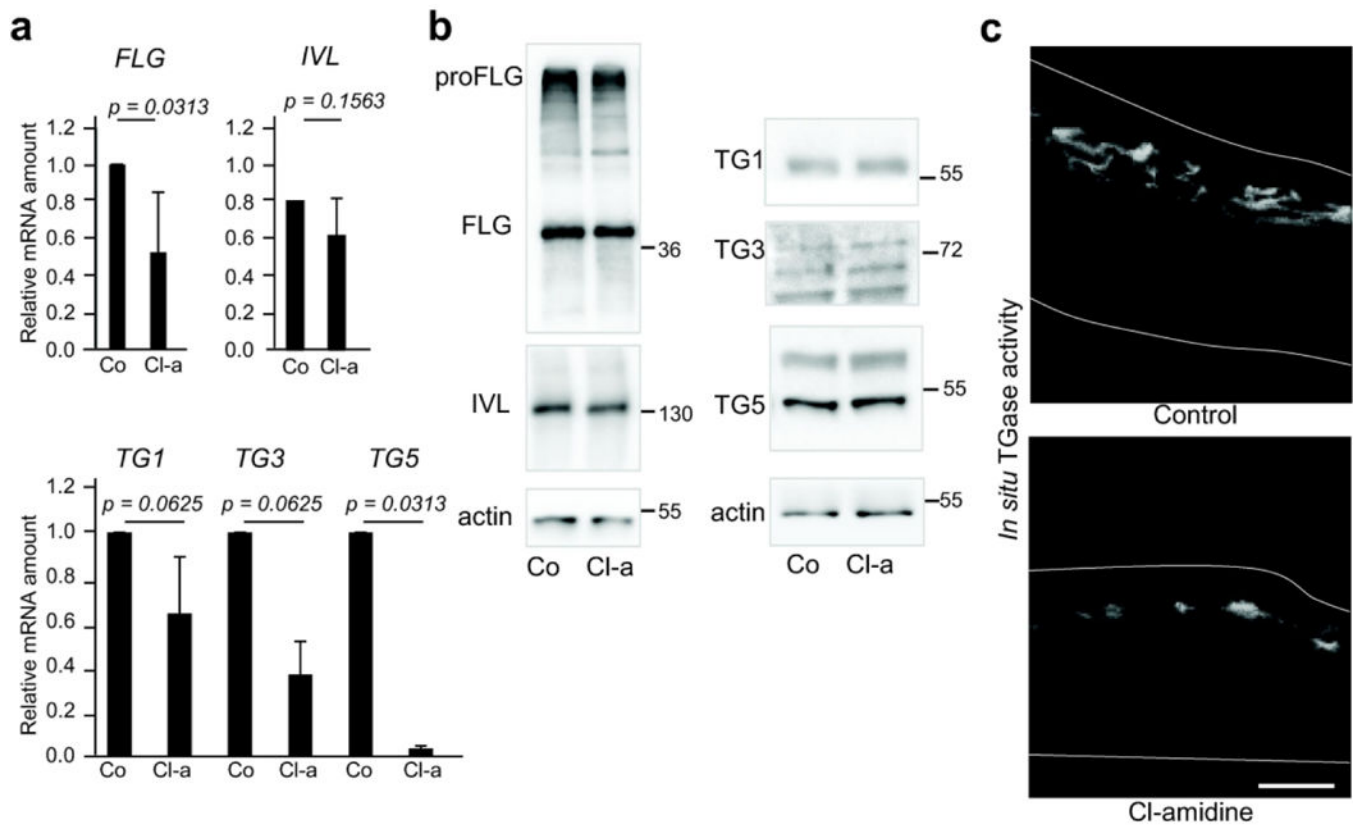 a
FLG
IVL
p = 0.0313
p = 0.1563
Relative mRNA amount
1.2
1.0
0.8
0.6
0.4
0.2
0.0
Co
Cl-a
1.2
1.0
0.8
0.6
0.4
0.2
0.0
Co
Cl-a
TG1
TG3
TG5
p = 0.0625
p = 0.0625
p = 0.0313
Relative mRNA amount
1.2
1.0
0.8
0.6
0.4
0.2
0.0
Co
Cl-a
Co
Cl-a
Co
Cl-a
b
proFLG
FLG
36
IVL
130
actin
55
Co
Cl-a
TG1
55
TG3
72
TG5
55
actin
55
Co
Cl-a
c
In situ TGase activity
Control
Cl-amidine